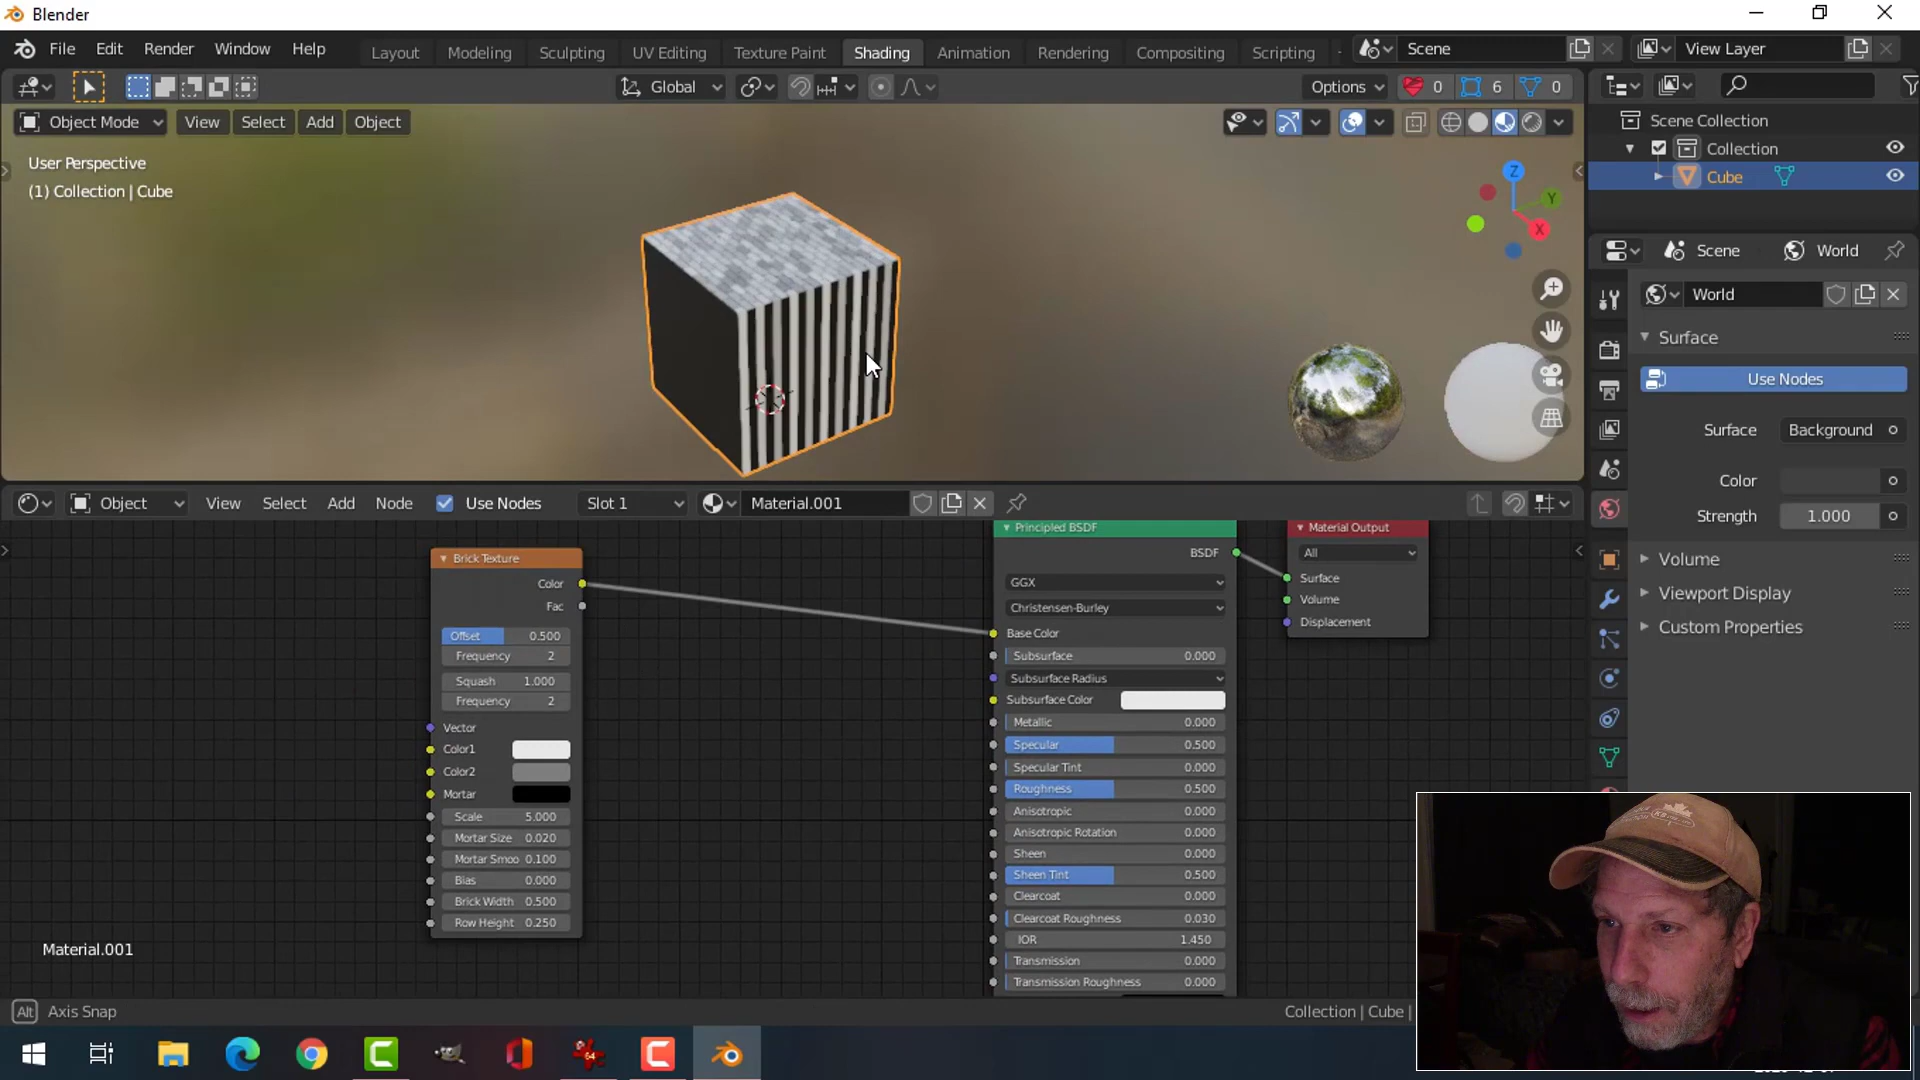 Blender
File Edit Render Window Help
Layout Modeling Sculpting UV Editing Texture Paint Shading Animation Rendering Compositing Scripting
Scene
View Layer
Global
Options
0 6 0
Object Mode View Select Add Object
User Perspective
(1) Collection | Cube
Z
Y
X
Scene Collection
Collection
Cube
Scene World
World
Surface
Use Nodes
Surface Background
Color
Strength 1.000
Volume
Viewport Display
Custom Properties
Object View Select Add Node Use Nodes Slot 1 Material.001
Brick Texture
Color
Fac
Offset 0.500
Frequency 2
Squash 1.000
Frequency 2
Vector
Color1
Color2
Mortar
Scale 5.000
Mortar Size 0.020
Mortar Smoo 0.100
Bias 0.000
Brick Width 0.500
Row Height 0.250
Principled BSDF
BSDF
GGX
Christensen-Burley
Base Color
Subsurface 0.000
Subsurface Radius
Subsurface Color
Metallic 0.000
Specular 0.500
Specular Tint 0.000
Roughness 0.500
Anisotropic 0.000
Anisotropic Rotation 0.000
Sheen 0.000
Sheen Tint 0.500
Clearcoat 0.000
Clearcoat Roughness 0.030
IOR 1.450
Transmission 0.000
Transmission Roughness 0.000
Material Output
All
Surface
Volume
Displacement
Material.001
Alt Axis Snap
Collection | Cube |